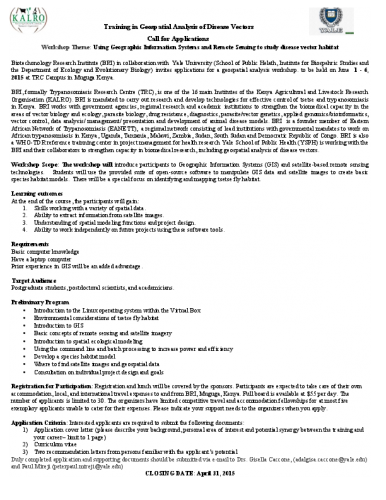 KALRO
YALE
Training in Geospatial Analysis of Disease Vectors
Call for Applications
Workshop Theme: Using Geographic Information Systems and Remote Sensing to study disease vector habitat
Biotechnology Research Institute (BRI) in collaboration with Yale University (School of Public Health, Institute for Biospheric Studies and
the Department of Ecology and Evolutionary Biology) invites applications for a geospatial analysis workshop to be held on June 1 - 6,
2015 at TRC Campus in Muguga Kenya.
BRI, formally Trypanosomiasis Research Centre (TRC), is one of the 16 main Institutes of the Kenya Agricultural and Livestock Research
Organisation (KALRO). BRI is mandated to carry out research and develop technologies for effective control of tsetse and trypanosomiasis
in Kenya. BRI works with government agencies, regional research and academic institutions to strengthen the biomedical capacity in the
areas of vector biology and ecology, parasite biology, drug resistance, diagnostics, parasite/vector genetics, applied genomics/bioinformatics,
vector control, data analysis/management/presentation and development of animal disease models. BRI is a founder member of Eastern
African Network of Trypanosomosis (EANETT), a regional network consisting of lead institutions with governmental mandates to work on
African trypanosomiasis in Kenya, Uganda, Tanzania, Malawi, Zambia, Sudan, South Sudan and Democratic Republic of Congo. BRI is also
a WHO-TDR reference training center in project management for health research. Yale School of Public Health (YSPH) is working with the
BRI and their collaborators to strengthen capacity in biomedical research, including geospatial analysis of disease vectors.
Workshop Scope: The workshop will introduce participants to Geographic Information Systems (GIS) and satellite-based remote sensing
technologies. Students will use the provided suite of open-source software to manipulate GIS data and satellite images to create basic
species habitat models. There will be a special focus on identifying and mapping tsetse fly habitat.
Learning outcomes
At the end of the course, the participants will gain:
1. Skills working with a variety of spatial data.
2. Ability to extract information from satellite images.
3. Understanding of spatial modeling functions and project design.
4. Ability to work independently on future projects using these software tools.
Requirements
Basic computer knowledge
Have a laptop computer
Prior experience in GIS will be an added advantage.
Target Audience
Postgraduate students, postdoctoral scientists, and academicians.
Preliminary Program
• Introduction to the Linux operating system within the Virtual Box
• Environmental considerations of tsetse fly habitat
• Introduction to GIS
• Basic concepts of remote sensing and satellite imagery
• Introduction to spatial ecological modeling
• Using the command line and batch processing to increase power and efficiency
• Develop a species habitat model
• Where to find satellite images and geospatial data
• Consultation on individual project design and goals
Registration for Participation: Registration and lunch will be covered by the sponsors. Participants are expected to take care of their own
accommodation, local, and international travel expenses to and from BRI, Muguga, Kenya. Full board is available at $55 per day. The
number of applicants is limited to 30. The organizers have limited competitive travel and accommodation fellowships for at most five
exemplary applicants unable to cater for their expenses. Please indicate your support needs to the organizers when you apply.
Application Criteria: Interested applicants are required to submit the following documents:
1) Application cover letter (please describe your background, personal area of interest and potential synergy between the training and
your career– limit to 1 page)
2) Curriculum vitae
3) Two recommendation letters from persons familiar with the applicant's potential.
Duly completed application and supporting documents should be submitted via e-mail to Drs. Gisella Caccone, (adalgisa.caccone@yale.edu)
and Paul Mireji (peterpaul.mireji@yale.edu)
CLOSING DATE: April 31, 2015